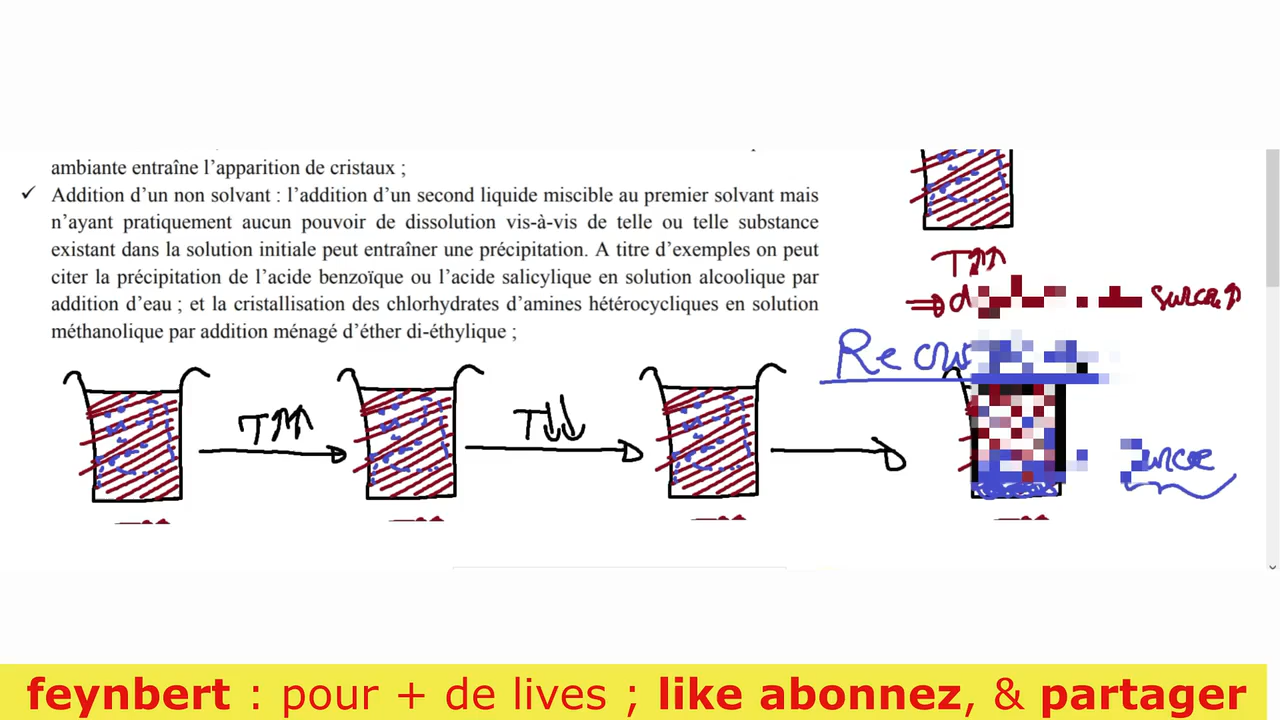 ambiante entraîne l’apparition de cristaux ;
✓ Addition d’un non solvant : l’addition d’un second liquide miscible au premier solvant mais
n’ayant pratiquement aucun pouvoir de dissolution vis-à-vis de telle ou telle substance
existant dans la solution initiale peut entraîner une précipitation. A titre d’exemples on peut
citer la précipitation de l’acide benzoïque ou l’acide salicylique en solution alcoolique par
addition d’eau ; et la cristallisation des chlorhydrates d’amines hétérocycliques en solution
méthanolique par addition ménagé d’éther di-éthylique ;
T↑↑
⇒ d
T↑↑
T↓↓
feynbert : pour + de lives ; like abonnez, & partager